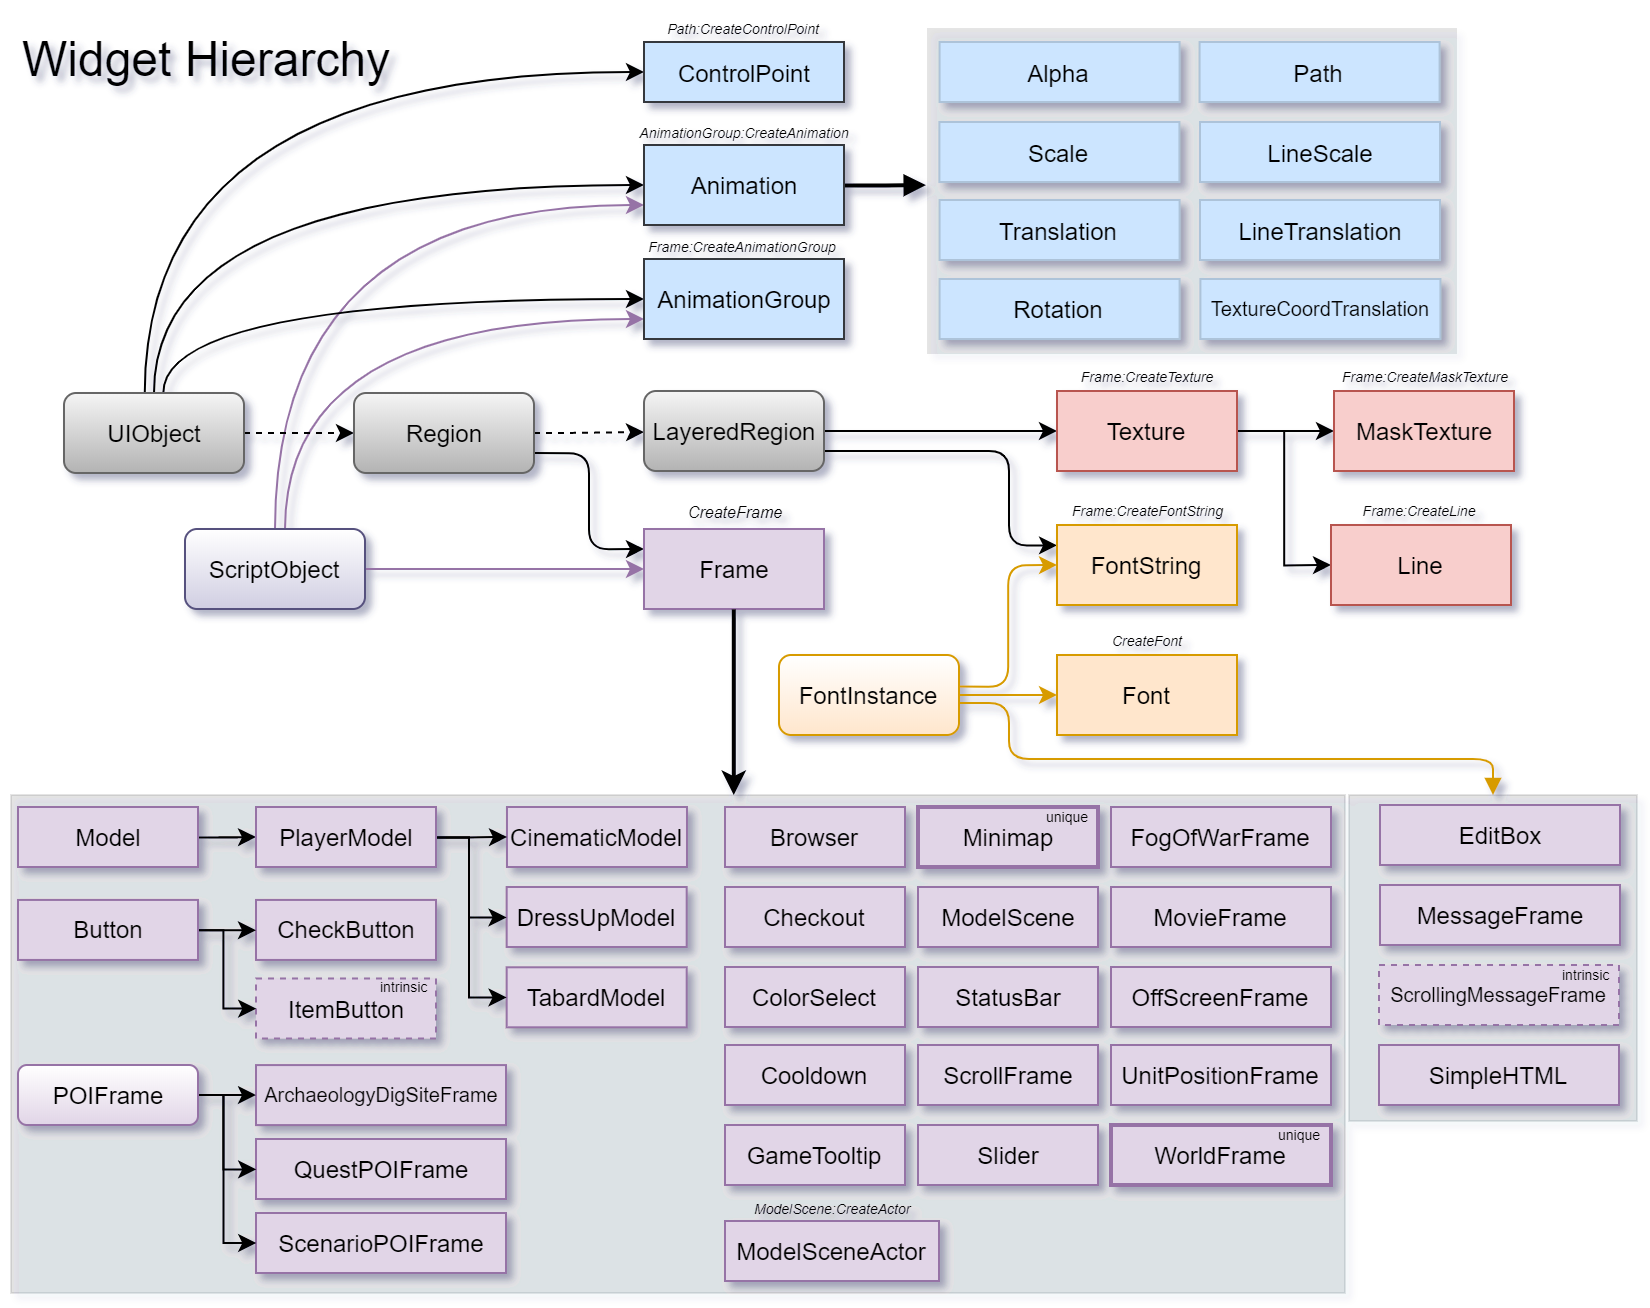 Widget Hierarchy
Path:CreateControlPoint
ControlPoint
AnimationGroup:CreateAnimation
Animation
Frame:CreateAnimationGroup
AnimationGroup
Alpha
Path
Scale
LineScale
Translation
LineTranslation
Rotation
TextureCoordTranslation
UIObject
Region
LayeredRegion
Frame:CreateTexture
Texture
Frame:CreateMaskTexture
MaskTexture
ScriptObject
CreateFrame
Frame
Frame:CreateFontString
FontString
Frame:CreateLine
Line
FontInstance
CreateFont
Font
Model
PlayerModel
CinematicModel
DressUpModel
TabardModel
Button
CheckButton
intrinsic
ItemButton
POIFrame
ArchaeologyDigSiteFrame
QuestPOIFrame
ScenarioPOIFrame
Browser
unique
Minimap
FogOfWarFrame
Checkout
ModelScene
MovieFrame
ColorSelect
StatusBar
OffScreenFrame
Cooldown
ScrollFrame
UnitPositionFrame
GameTooltip
Slider
unique
WorldFrame
ModelScene:CreateActor
ModelSceneActor
EditBox
MessageFrame
intrinsic
ScrollingMessageFrame
SimpleHTML